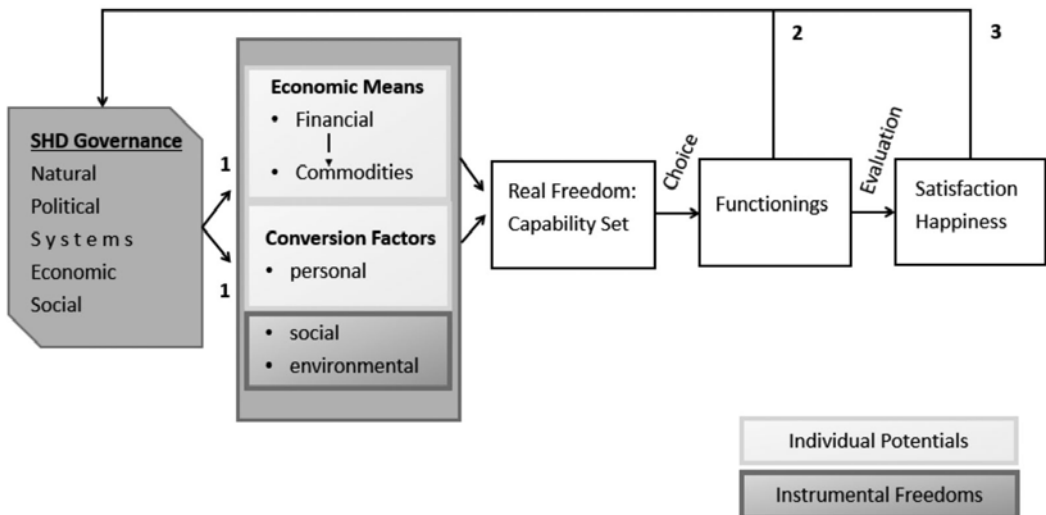 2
3
SHD Governance
Natural
Political
S y s t e m s
Economic
Social
1
1
Economic Means
• Financial
• Commodities
Conversion Factors
• personal
• social
• environmental
Real Freedom:
Capability Set
Choice
Functionings
Evaluation
Satisfaction
Happiness
Individual Potentials
Instrumental Freedoms